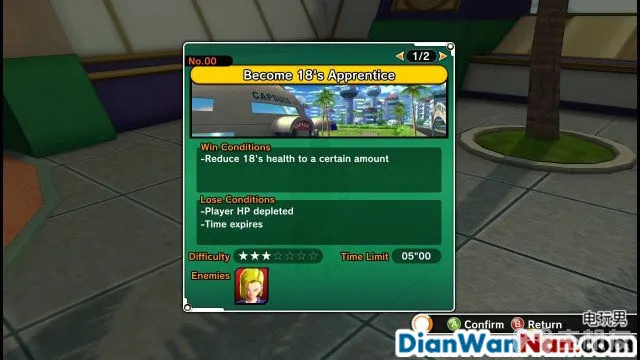 No.00
1/2
Become 18's Apprentice
CAPSULE
Win Conditions
-Reduce 18's health to a certain amount
Lose Conditions
-Player HP depleted
-Time expires
Difficulty ★★★☆☆☆☆☆
Time Limit 05"00
Enemies
电玩男
A Confirm B Return
DianWanNan.com